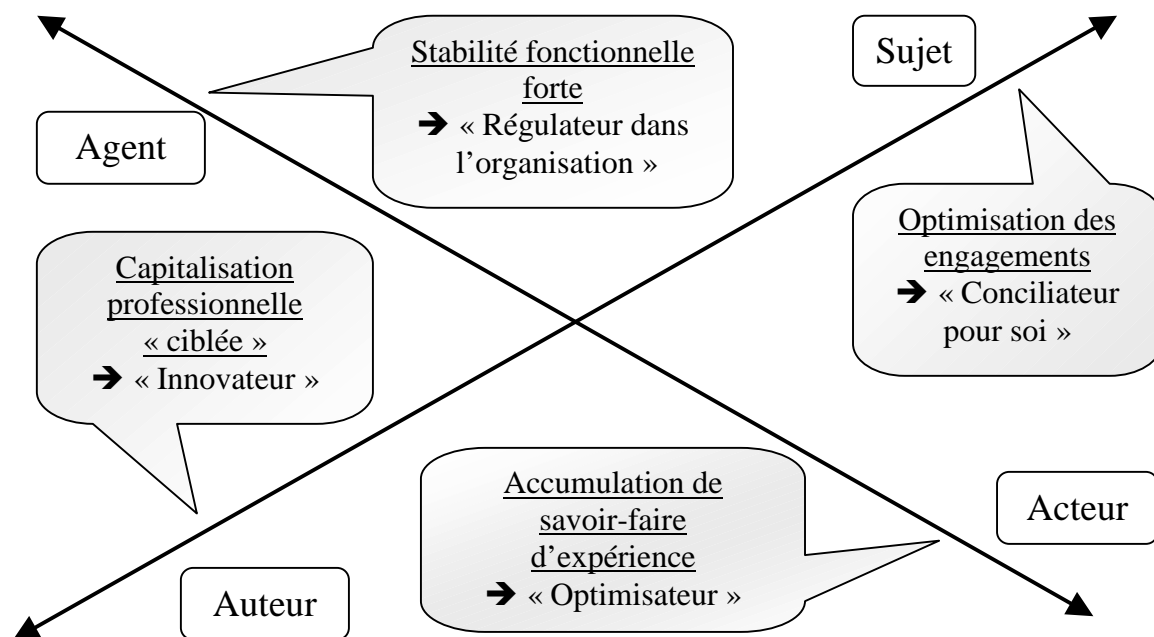 Stabilité fonctionnelle
forte
➔ « Régulateur dans
l’organisation »
Sujet
Agent
Optimisation des
engagements
➔ « Conciliateur
pour soi »
Capitalisation
professionnelle
« ciblée »
➔ « Innovateur »
Accumulation de
savoir-faire
d’expérience
➔ « Optimisateur »
Acteur
Auteur